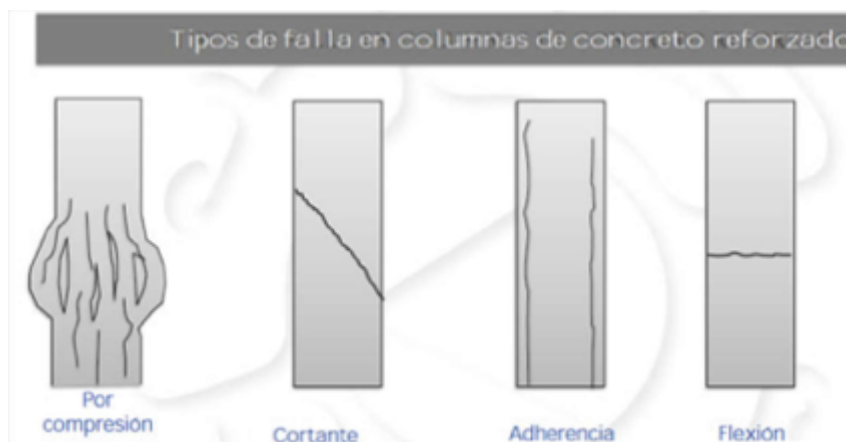 Tipos de falla en columnas de concreto reforzado
Por
compresión
Cortante
Adherencia
Flexión